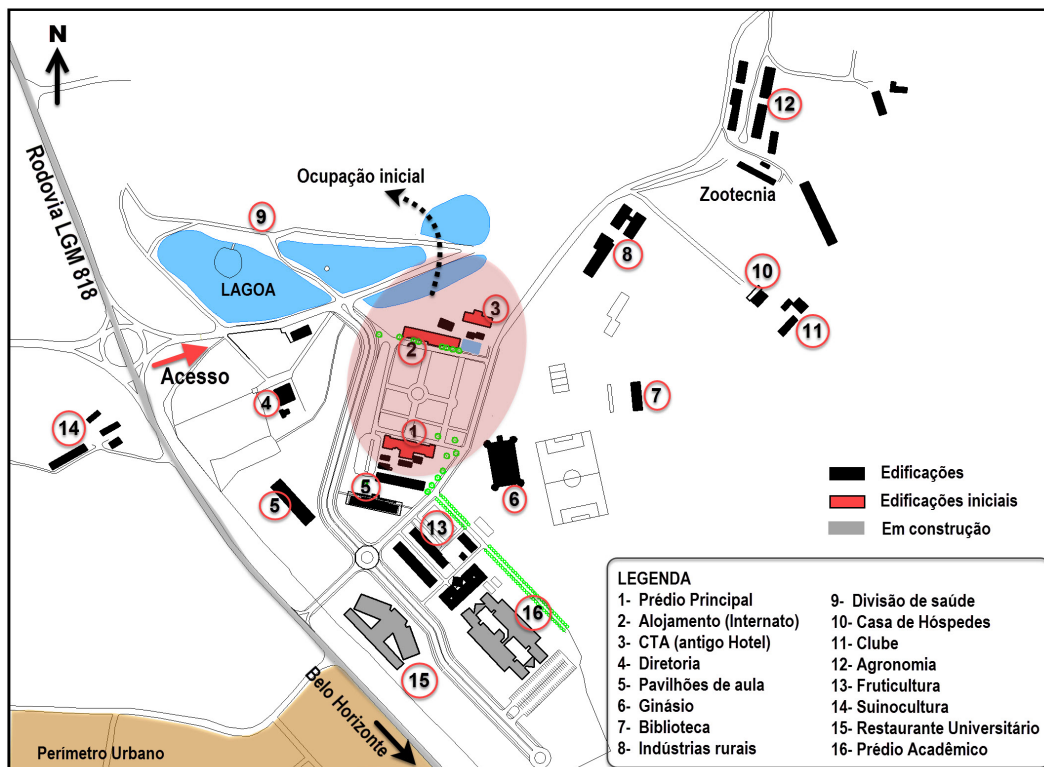 N
Rodovia LGM 818
Ocupação inicial
12
Zootecnia
9
8
LAGOA
10
11
3
2
Acesso
4
7
1
14
5
5
6
13
16
15
Edificações
Edificações iniciais
Em construção
Belo Horizonte
Perímetro Urbano
LEGENDA
1- Prédio Principal
2- Alojamento (Internato)
3- CTA (antigo Hotel)
4- Diretoria
5- Pavilhões de aula
6- Ginásio
7- Biblioteca
8- Indústrias rurais
9- Divisão de saúde
10- Casa de Hóspedes
11- Clube
12- Agronomia
13- Fruticultura
14- Suinocultura
15- Restaurante Universitário
16- Prédio Acadêmico